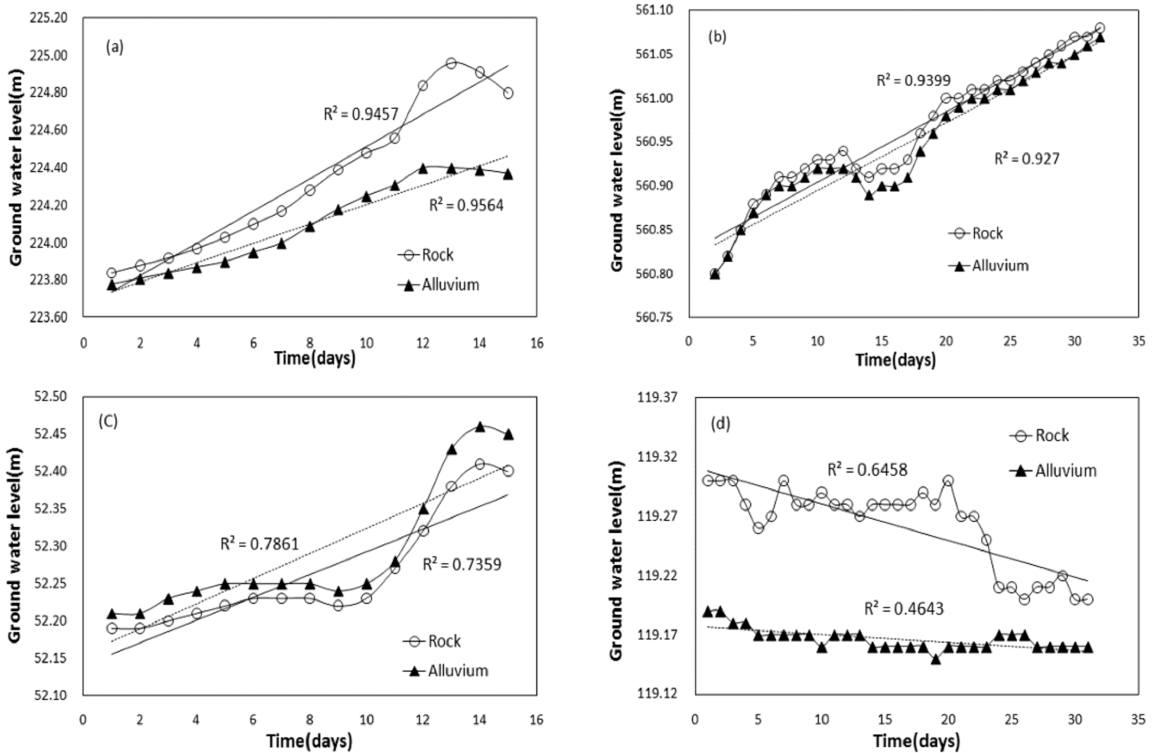 (a)
Ground water level(m)
225.20
225.00
224.80
224.60
224.40
224.20
224.00
223.80
223.60
R² = 0.9457
R² = 0.9564
Rock
Alluvium
0 2 4 6 8 10 12 14 16
Time(days)
(b)
Ground water level(m)
561.10
561.05
561.00
560.95
560.90
560.85
560.80
560.75
R² = 0.9399
R² = 0.927
Rock
Alluvium
0 5 10 15 20 25 30 35
Time(days)
(C)
Ground water level(m)
52.50
52.45
52.40
52.35
52.30
52.25
52.20
52.15
52.10
R² = 0.7861
R² = 0.7359
Rock
Alluvium
0 2 4 6 8 10 12 14 16
Time(days)
(d)
Ground water level(m)
119.37
119.32
119.27
119.22
119.17
119.12
Rock
Alluvium
R² = 0.6458
R² = 0.4643
0 5 10 15 20 25 30 35
Time(days)